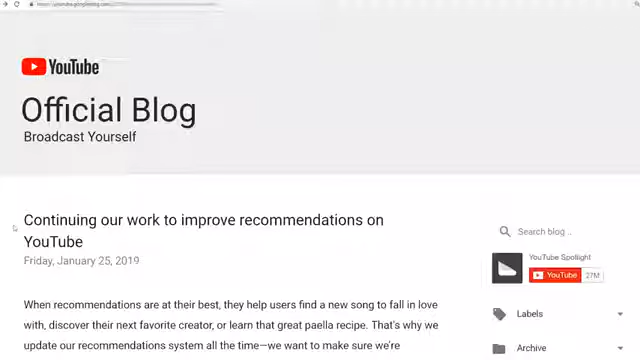 YouTube
Official Blog
Broadcast Yourself
Continuing our work to improve recommendations on
YouTube
Friday, January 25, 2019
When recommendations are at their best, they help users find a new song to fall in love
with, discover their next favorite creator, or learn that great paella recipe. That's why we
update our recommendations system all the time—we want to make sure we're
Search blog ..
YouTube Spotlight
YouTube 27M
Labels
Archive